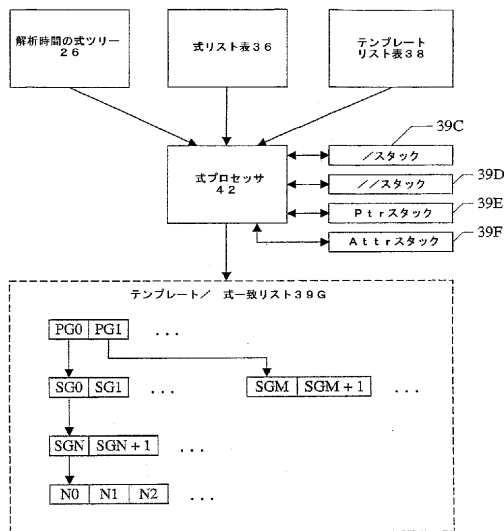 解析時間の式ツリー
26
式リスト表36
テンプレート
リスト表38
39C
/スタック
式プロセッサ
42
39D
//スタック
39E
Ptrスタック
39F
Attrスタック
テンプレート/ 式一致リスト39G
PG0 PG1 ...
SG0 SG1 ... SGM SGM+1 ...
SGN SGN+1 ...
N0 N1 N2 ...